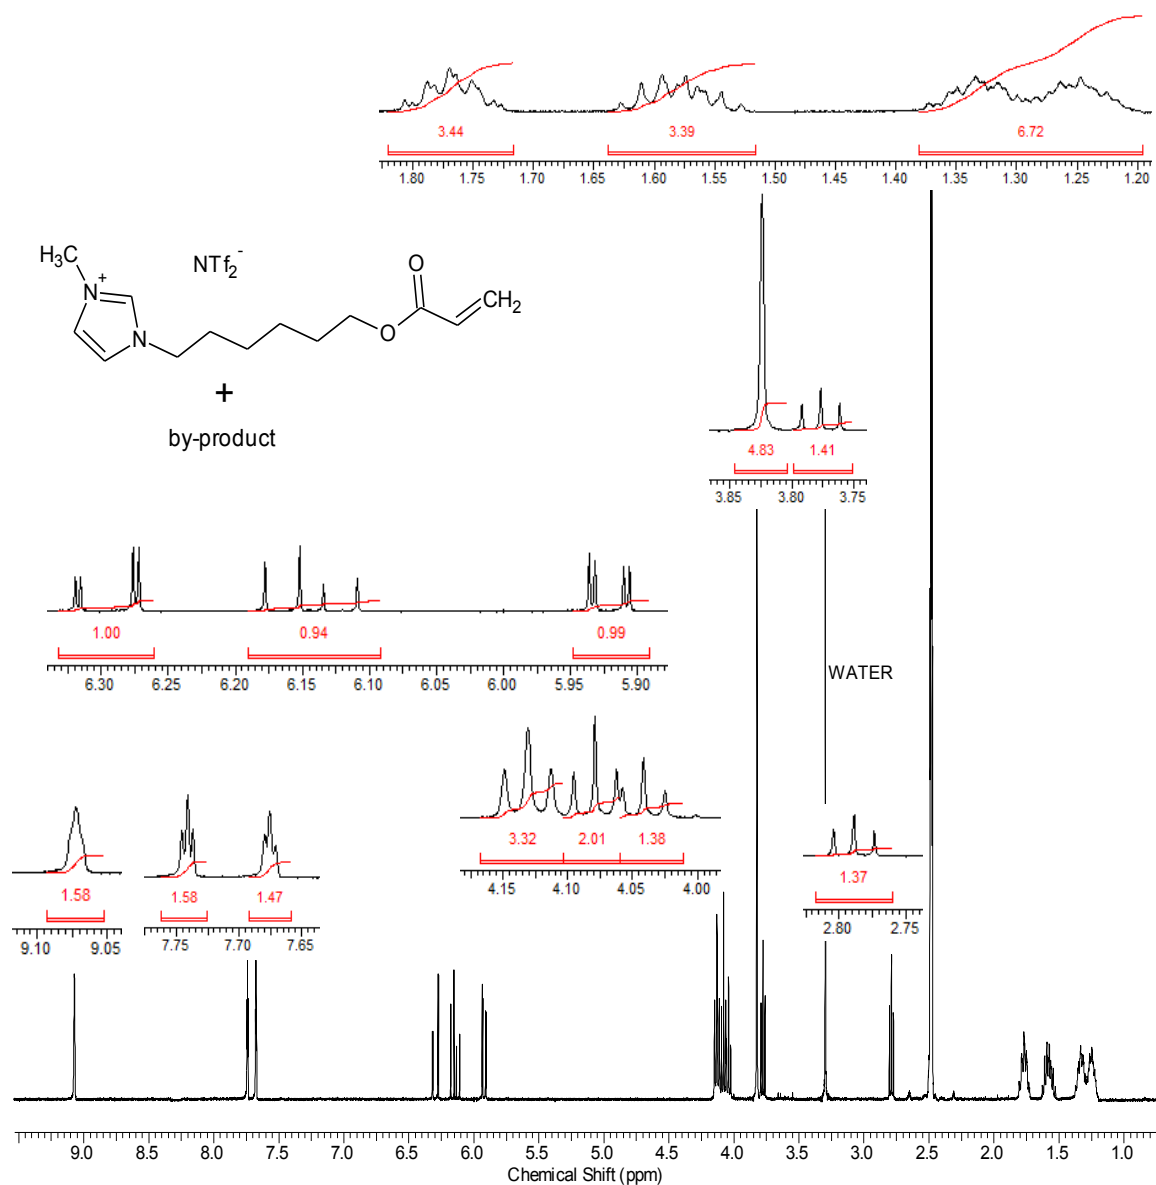 3.44 3.39 6.72
1.80 1.75 1.70 1.65 1.60 1.55 1.50 1.45 1.40 1.35 1.30 1.25 1.20
H3C
N+
N
NTf2-
O
O
CH2
+
by-product
4.83 1.41
3.85 3.80 3.75
1.00 0.94 0.99
6.30 6.25 6.20 6.15 6.10 6.05 6.00 5.95 5.90
WATER
3.32 2.01 1.38
4.15 4.10 4.05 4.00
1.58
9.10 9.05
1.58 1.47
7.75 7.70 7.65
1.37
2.80 2.75
9.0 8.5 8.0 7.5 7.0 6.5 6.0 5.5 5.0 4.5 4.0 3.5 3.0 2.5 2.0 1.5 1.0
Chemical Shift (ppm)